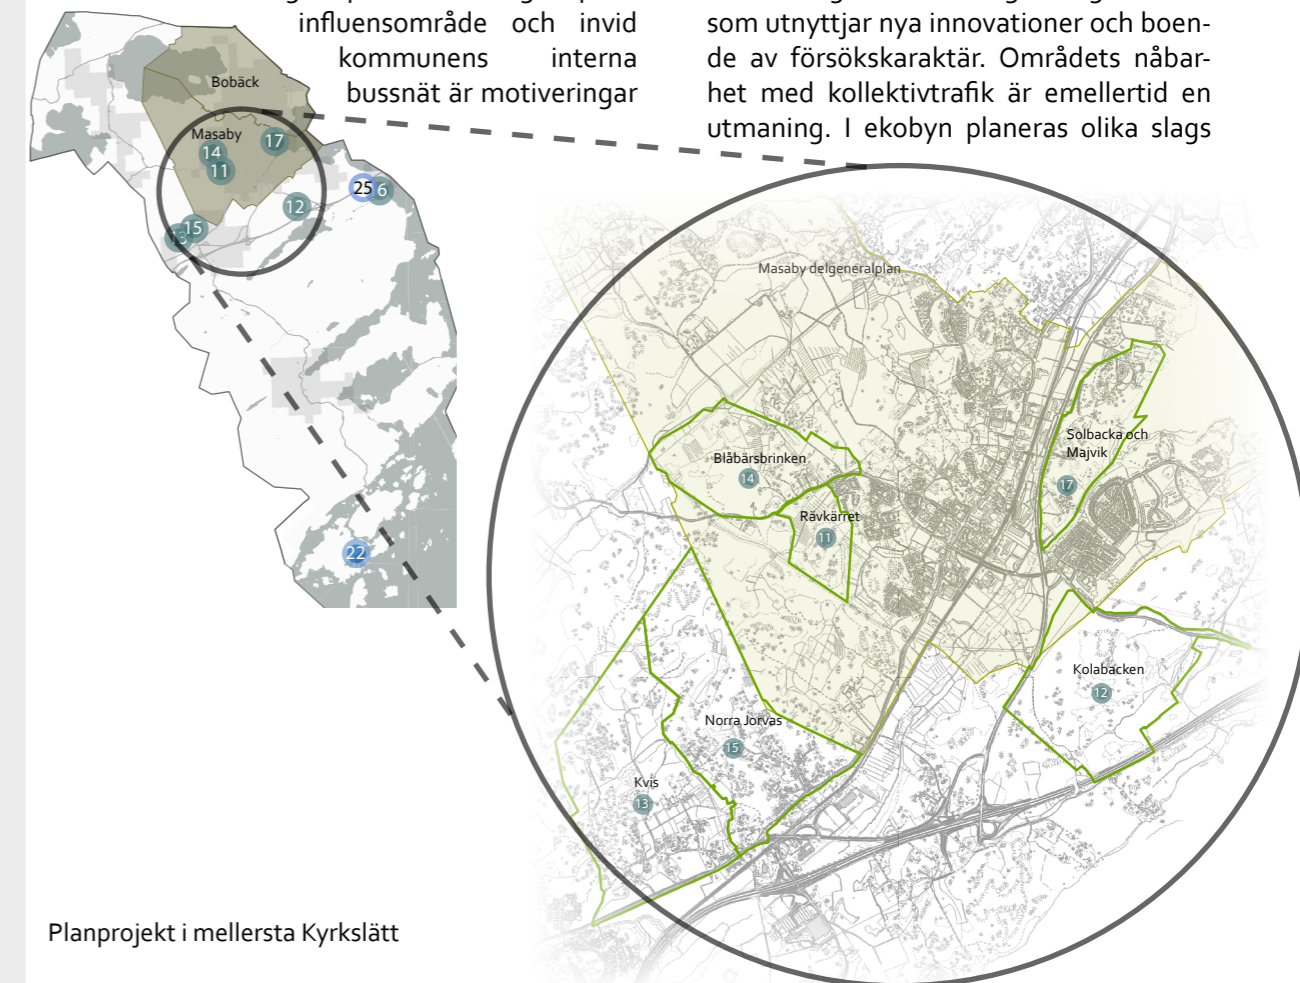 influensområde och invid
kommunens interna
bussnät är motiveringar
som utnyttjar nya innovationer och boen-
de av försökskaraktär. Områdets nåbar-
het med kollektivtrafik är emellertid en
utmaning. I ekobyn planeras olika slags
Bobäck
Masaby
14
11
17
12
25
6
15
22
Masaby delgeneralplan
Solbacka och
Majvik
17
Blåbärsbrinken
14
Rävkärret
11
Kolabacken
12
Norra Jorvas
15
Kvis
13
Planprojekt i mellersta Kyrkslätt